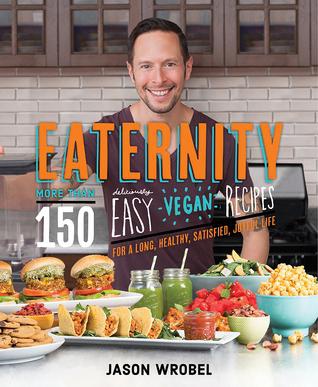 EATERNITY
MORE THAN
150
deliciously
EASY VEGAN RECIPES
FOR A LONG, HEALTHY, SATISFIED, JOYFUL LIFE
JASON WROBEL